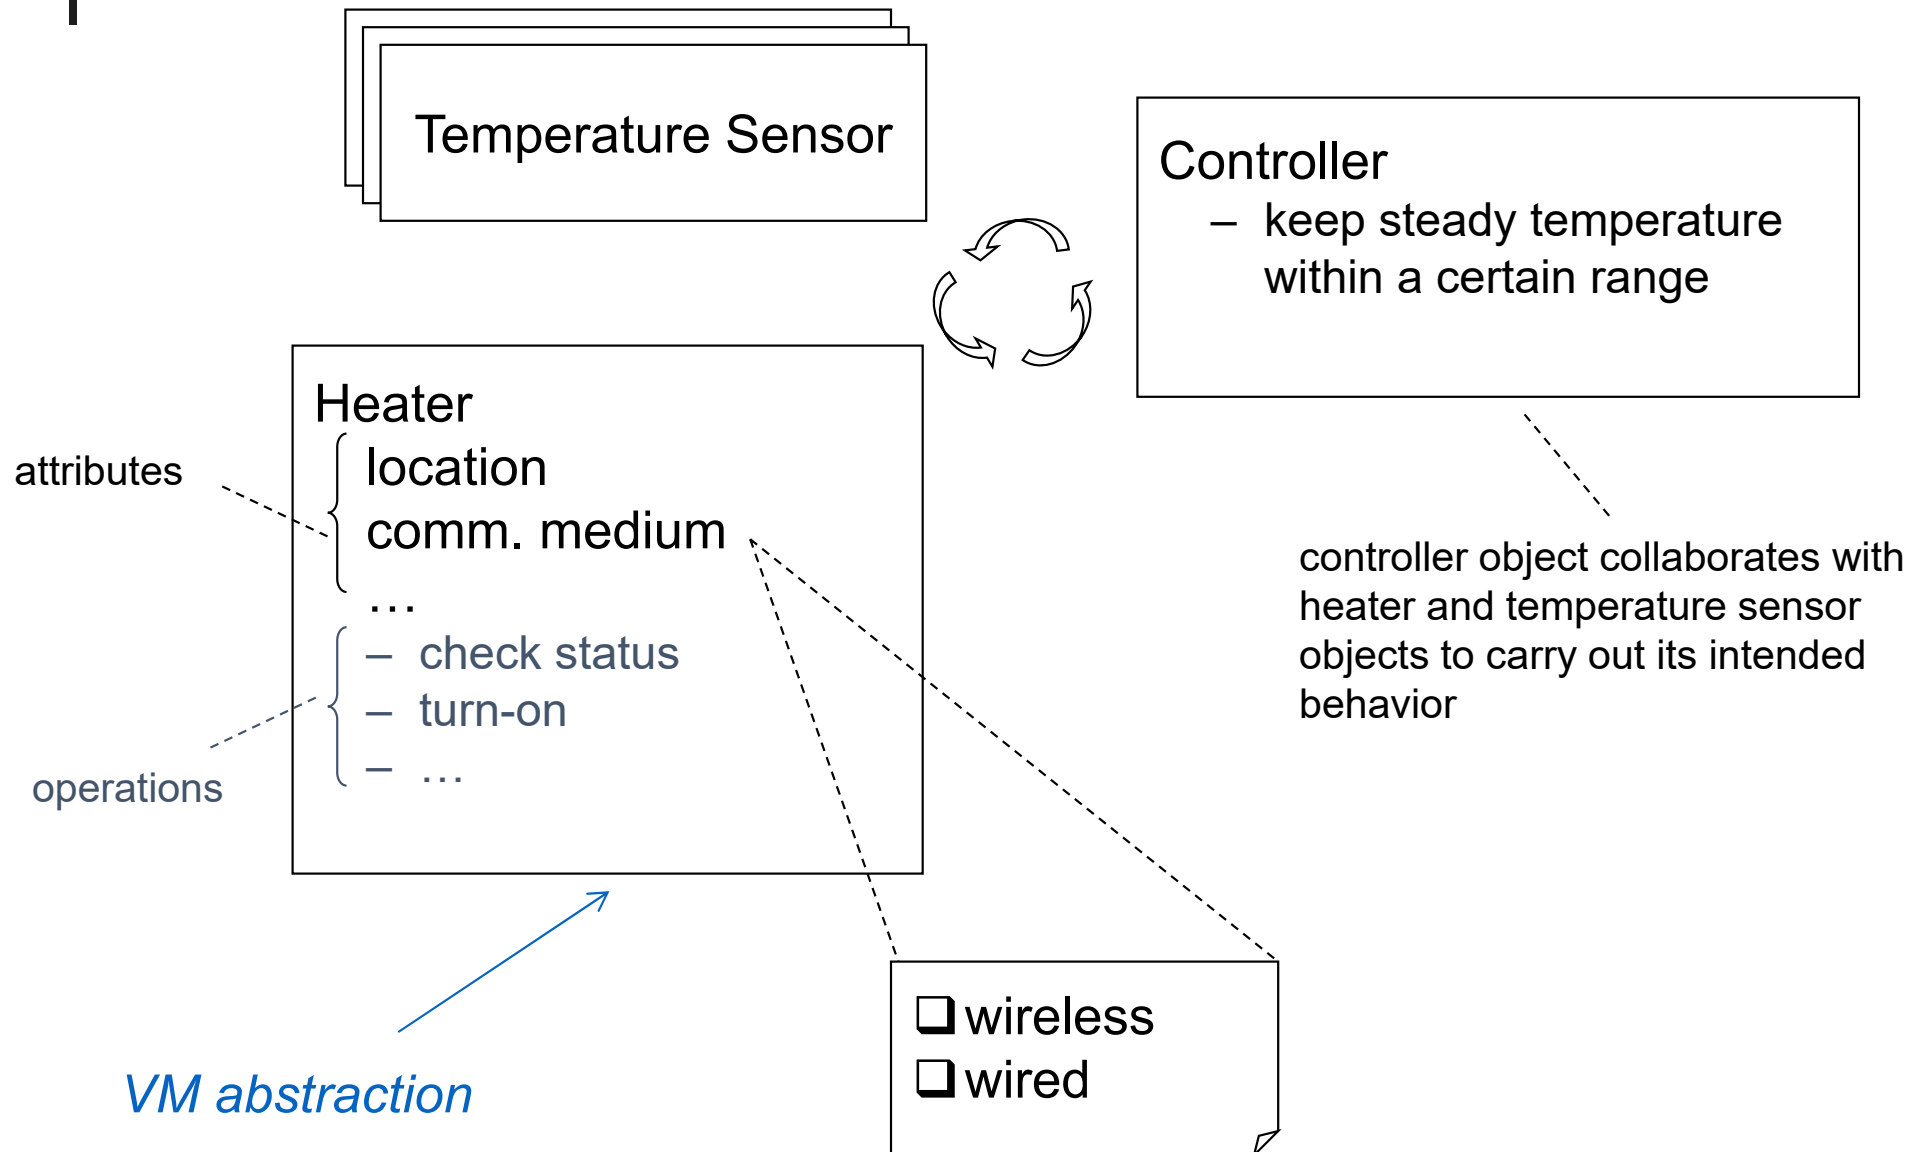 Temperature Sensor
Controller
– keep steady temperature
within a certain range
Heater
attributes
location
comm. medium
…
– check status
– turn-on
– …
operations
controller object collaborates with
heater and temperature sensor
objects to carry out its intended
behavior
VM abstraction
❑ wireless
❑ wired